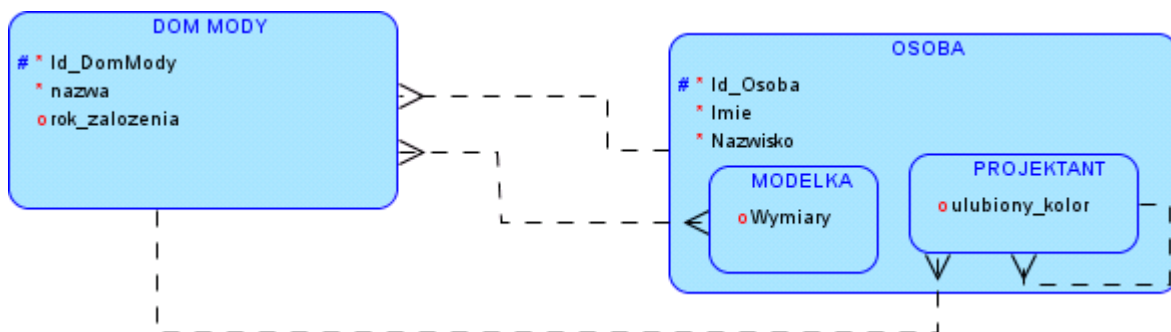 DOM MODY
# * Id_DomMody
* nazwa
o rok_zalozenia
OSOBA
# * Id_Osoba
* Imie
* Nazwisko
MODELKA
o Wymiary
PROJEKTANT
o ulubiony_kolor